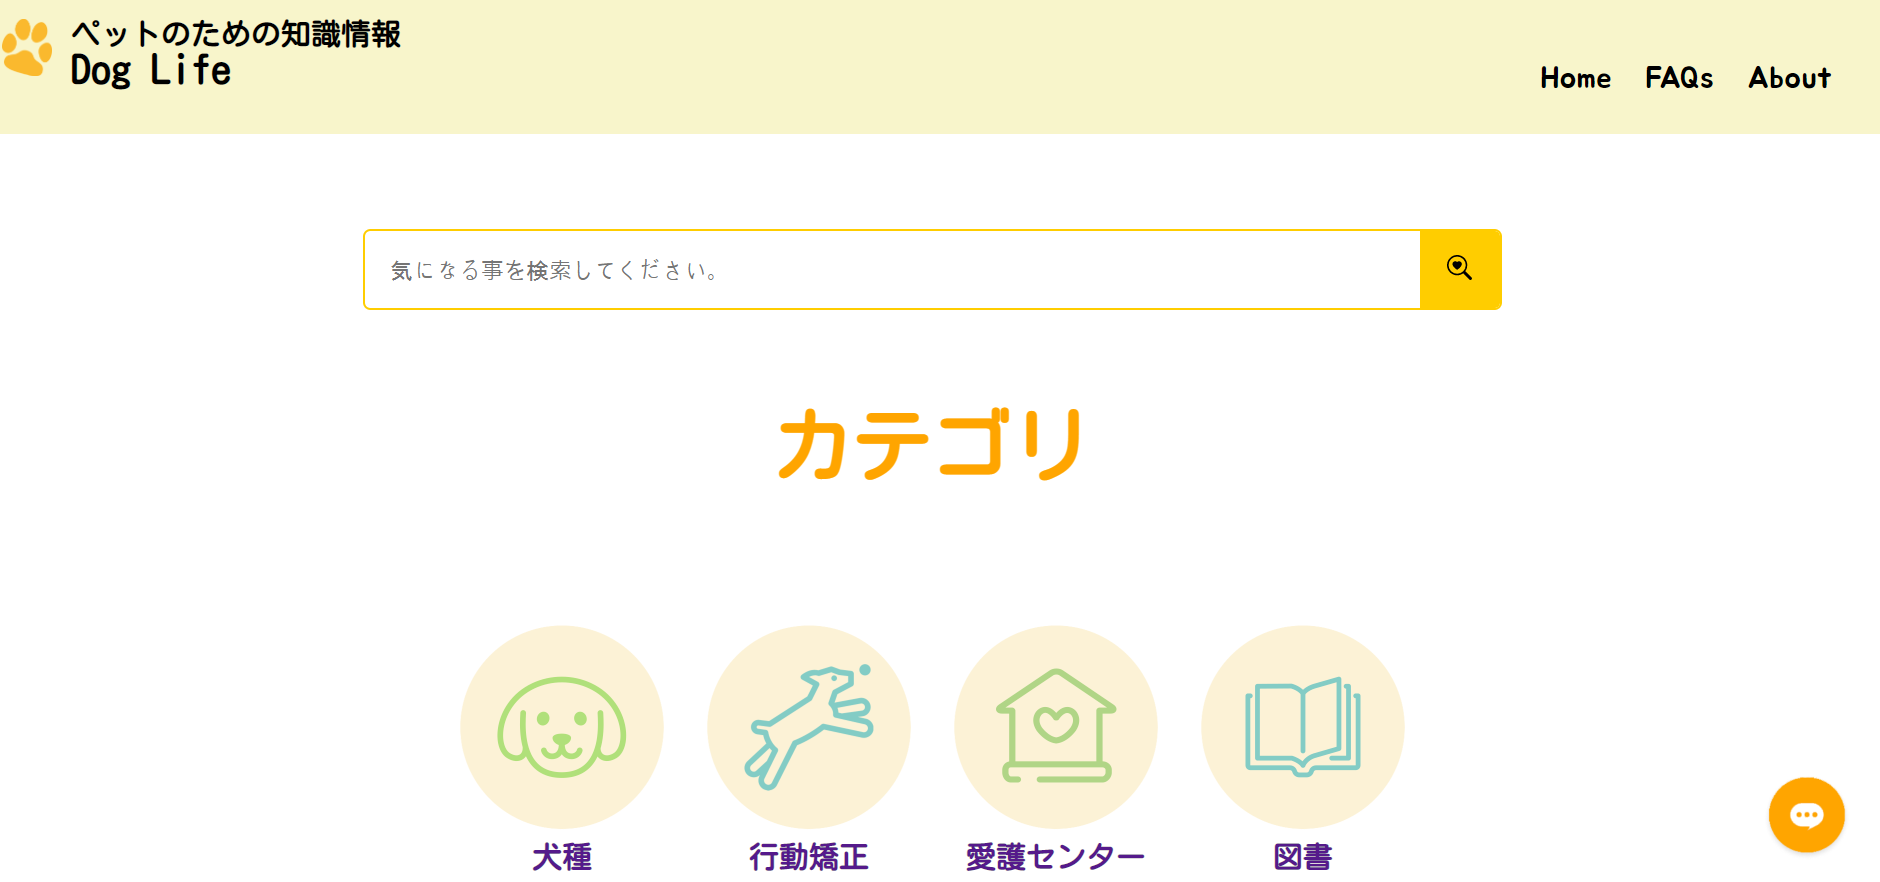 ペットのための知識情報
Dog Life
Home FAQs About
気になる事を検索してください。
カテゴリ
犬種 行動矯正 愛護センター 図書